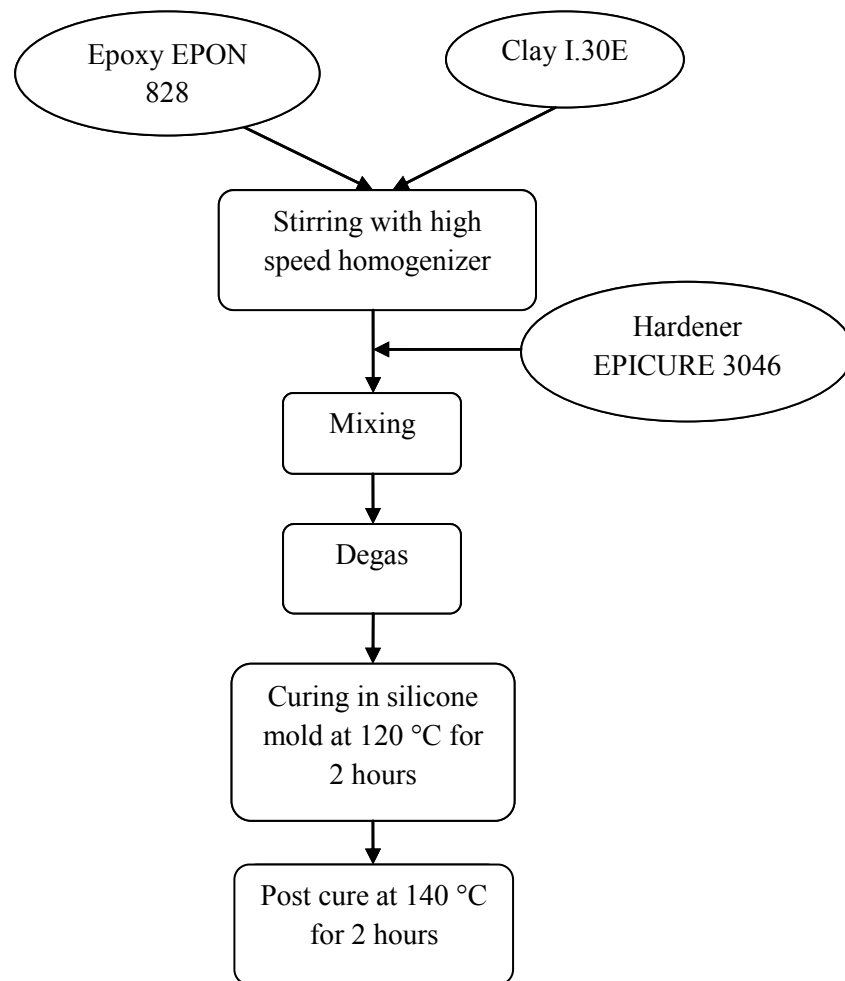 Epoxy EPON
828
Clay I.30E
Stirring with high
speed homogenizer
Hardener
EPICURE 3046
Mixing
Degas
Curing in silicone
mold at 120 °C for
2 hours
Post cure at 140 °C
for 2 hours